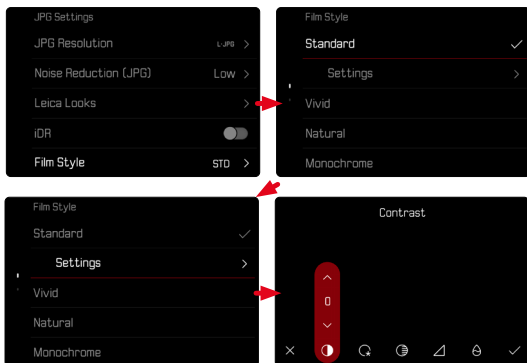 JPG Settings
JPG Resolution L-JPG
Noise Reduction (JPG) Low
Leica Looks
iDR
Film Style STD
Film Style
Standard
Settings
Vivid
Natural
Monochrome
Film Style
Standard
Settings
Vivid
Natural
Monochrome
Contrast
0